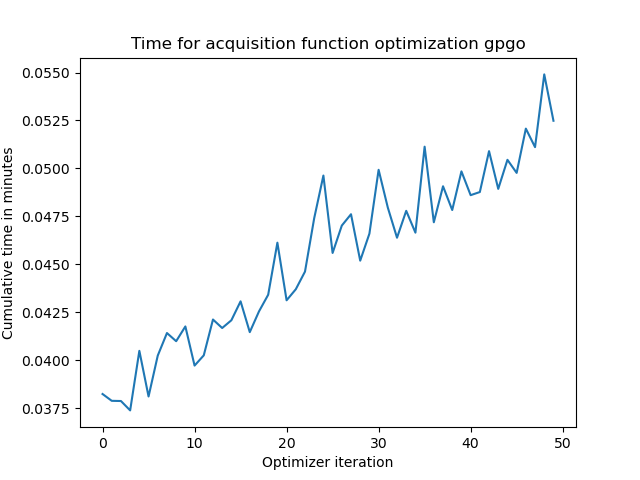 Time for acquisition function optimization gpgo
0.0550
0.0525
0.0500
0.0475
0.0450
0.0425
0.0400
0.0375
Cumulative time in minutes
0 10 20 30 40 50
Optimizer iteration